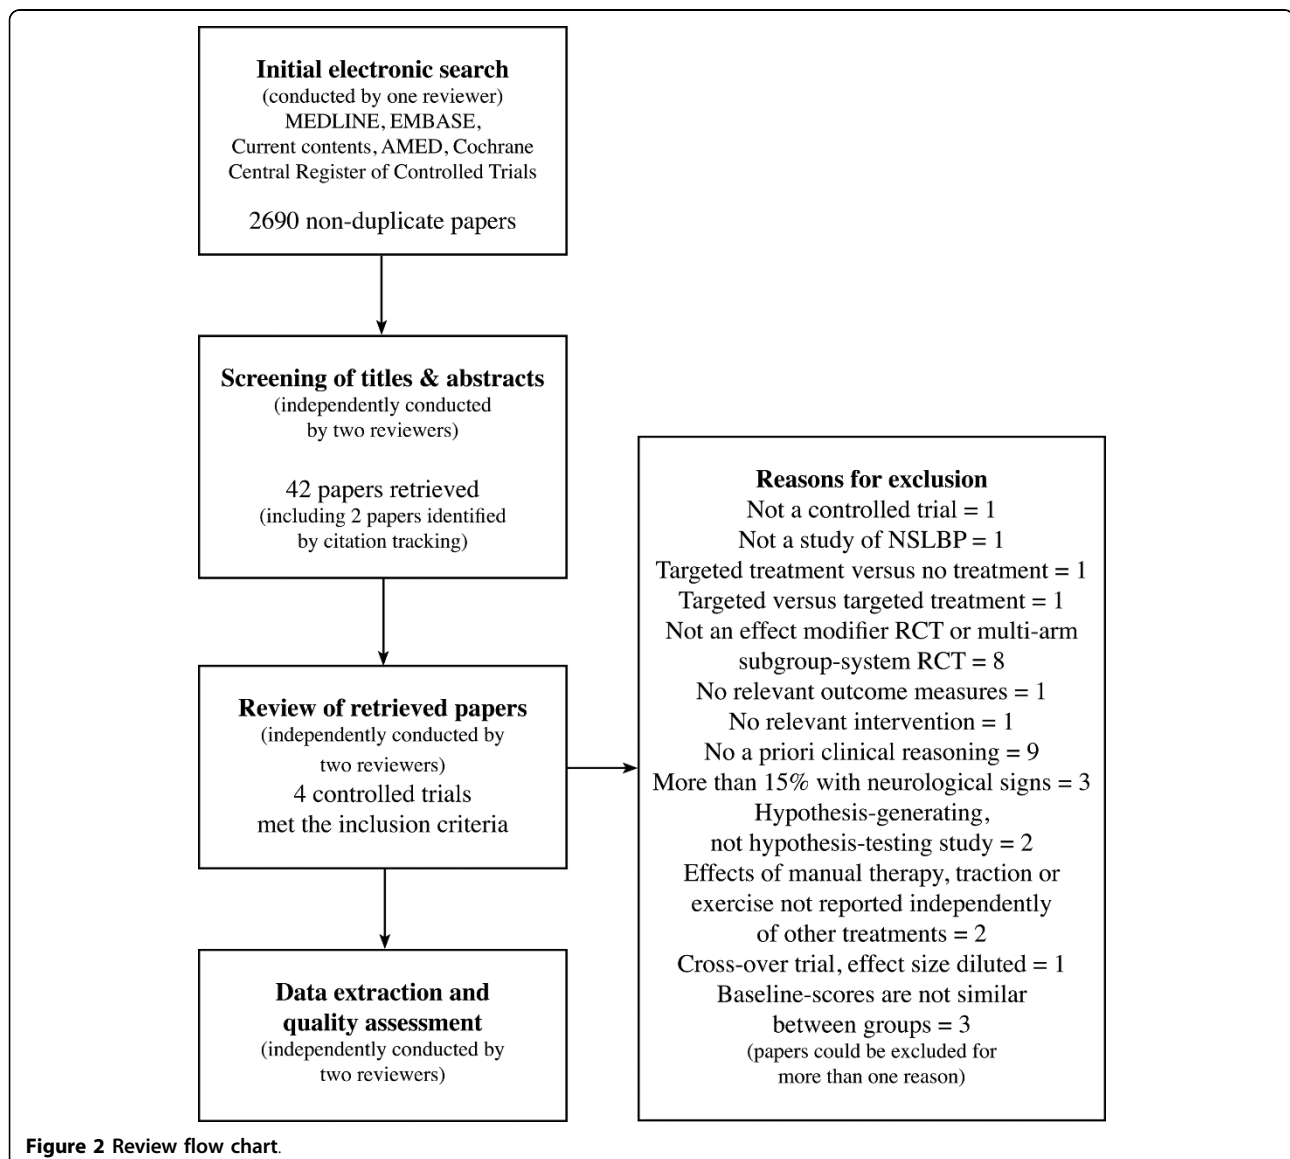 Initial electronic search
(conducted by one reviewer)
MEDLINE, EMBASE,
Current contents, AMED, Cochrane
Central Register of Controlled Trials
2690 non-duplicate papers
Screening of titles & abstracts
(independently conducted
by two reviewers)
42 papers retrieved
(including 2 papers identified
by citation tracking)
Review of retrieved papers
(independently conducted by
two reviewers)
4 controlled trials
met the inclusion criteria
Reasons for exclusion
Not a controlled trial = 1
Not a study of NSLBP = 1
Targeted treatment versus no treatment = 1
Targeted versus targeted treatment = 1
Not an effect modifier RCT or multi-arm
subgroup-system RCT = 8
No relevant outcome measures = 1
No relevant intervention = 1
No a priori clinical reasoning = 9
More than 15% with neurological signs = 3
Hypothesis-generating,
not hypothesis-testing study = 2
Effects of manual therapy, traction or
exercise not reported independently
of other treatments = 2
Cross-over trial, effect size diluted = 1
Baseline-scores are not similar
between groups = 3
(papers could be excluded for
more than one reason)
Data extraction and
quality assessment
(independently conducted by
two reviewers)
Figure 2 Review flow chart.